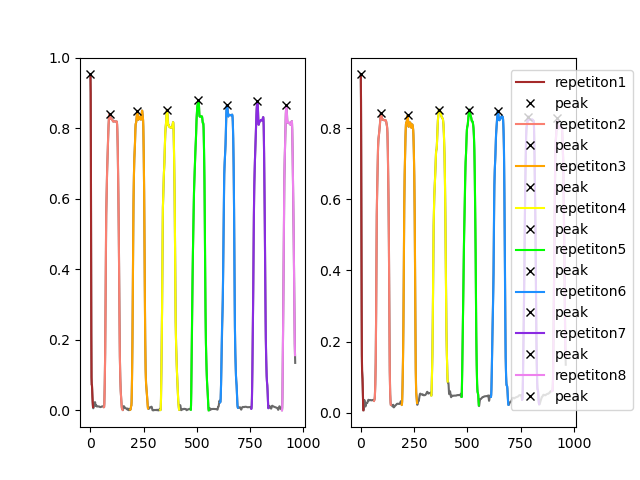 1.0
0.8
0.6
0.4
0.2
0.0
0
250
500
750
1000
0.8
0.6
0.4
0.2
0.0
0
250
500
750
1000
repetiton1
peak
repetiton2
peak
repetiton3
peak
repetiton4
peak
repetiton5
peak
repetiton6
peak
repetiton7
peak
repetiton8
peak